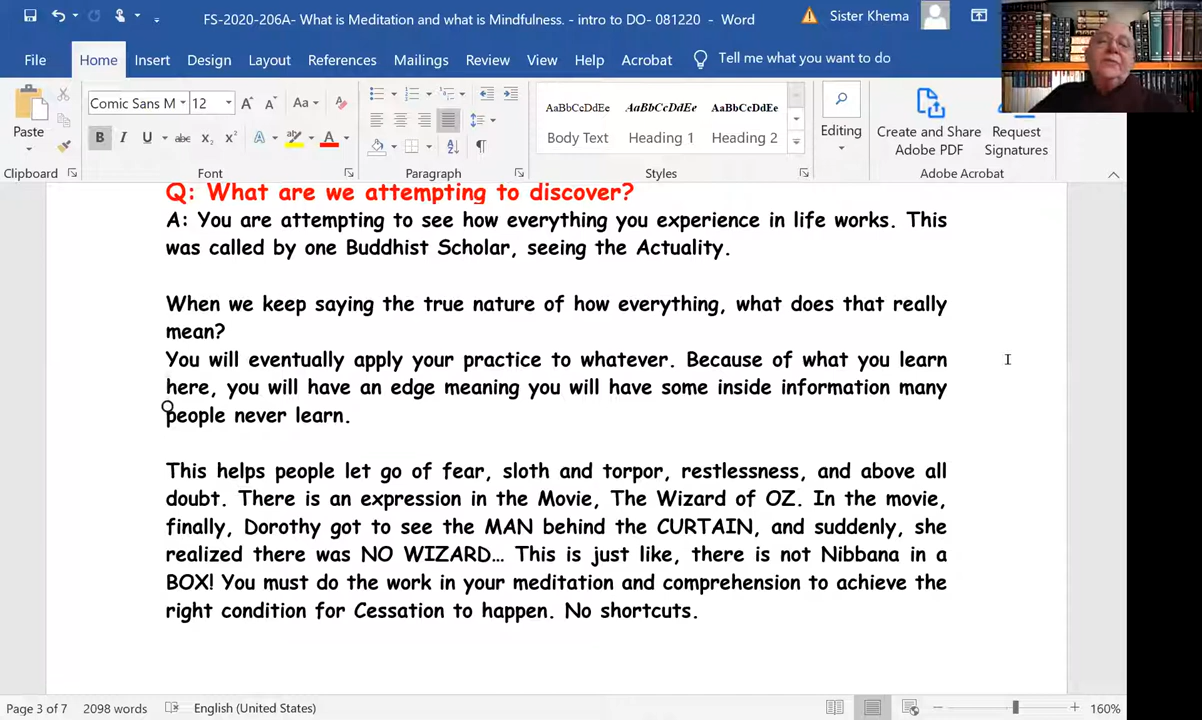 FS-2020-206A- What is Meditation and what is Mindfulness. - intro to DO- 081220 - Word
Sister Khema
File Home Insert Design Layout References Mailings Review View Help Acrobat Tell me what you want to do
Paste
Clipboard
Comic Sans M 12
Font
Paragraph
AaBbCcDdEe AaBbCcDdEe AaBbCcDdEe
Body Text Heading 1 Heading 2
Styles
Editing
Create and Share Adobe PDF
Request Signatures
Adobe Acrobat
Q: What are we attempting to discover?
A: You are attempting to see how everything you experience in life works. This
was called by one Buddhist Scholar, seeing the Actuality.
When we keep saying the true nature of how everything, what does that really
mean?
You will eventually apply your practice to whatever. Because of what you learn
here, you will have an edge meaning you will have some inside information many
people never learn.
This helps people let go of fear, sloth and torpor, restlessness, and above all
doubt. There is an expression in the Movie, The Wizard of OZ. In the movie,
finally, Dorothy got to see the MAN behind the CURTAIN, and suddenly, she
realized there was NO WIZARD... This is just like, there is not Nibbana in a
BOX! You must do the work in your meditation and comprehension to achieve the
right condition for Cessation to happen. No shortcuts.
Page 3 of 7 2098 words English (United States) 160%